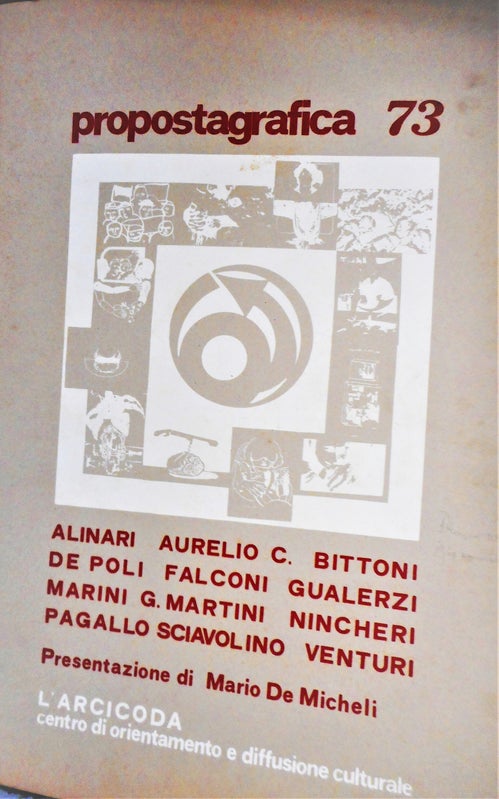 propostagrafica 73
ALINARI AURELIO C. BITTONI
DE POLI FALCONI GUALERZI
MARINI G. MARTINI NINCHERI
PAGALLO SCIAVOLINO VENTURI
Presentazione di Mario De Micheli
L'ARCICODA
centro di orientamento e diffusione culturale